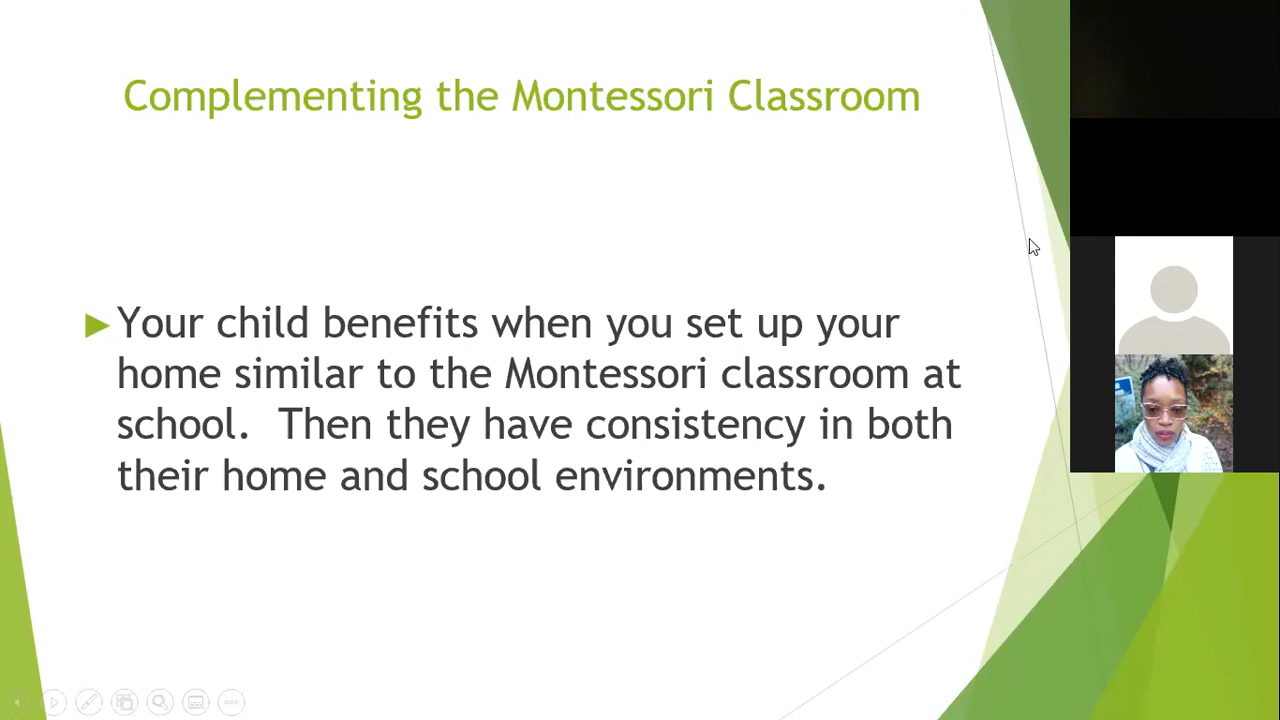 Complementing the Montessori Classroom
Your child benefits when you set up your
home similar to the Montessori classroom at
school.  Then they have consistency in both
their home and school environments.